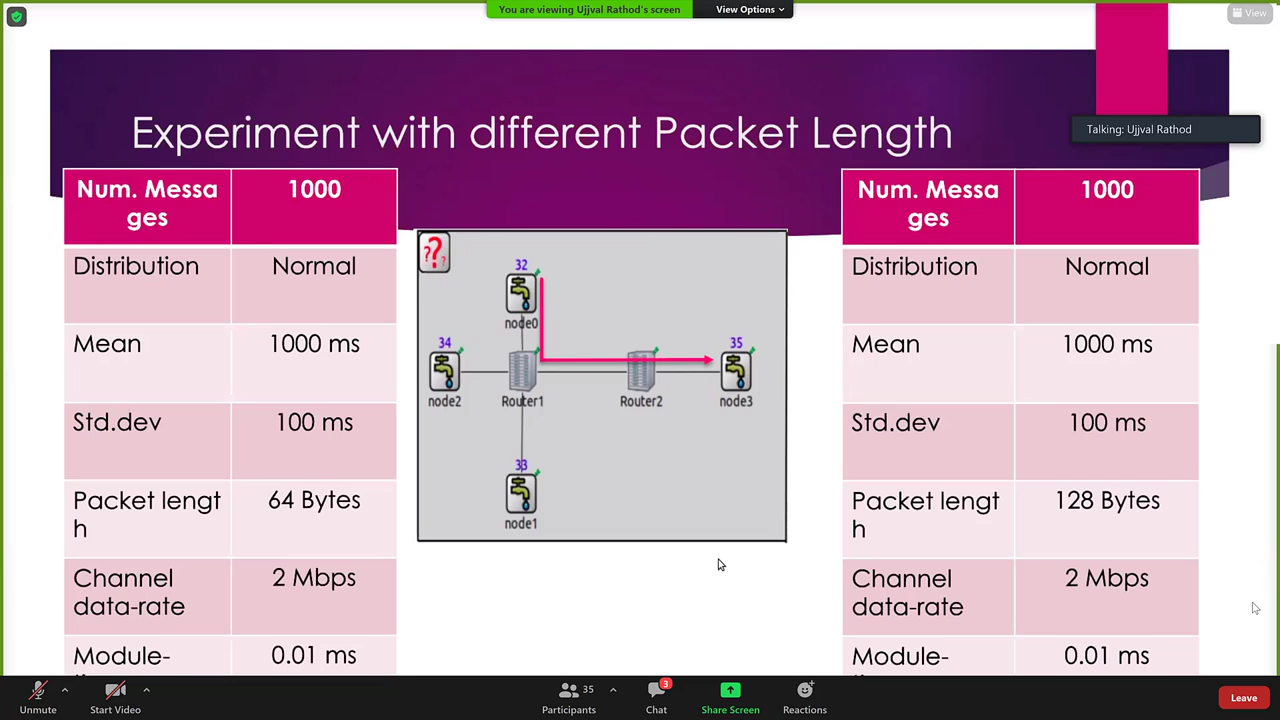 You are viewing Ujjval Rathod's screen
View Options
View
Talking: Ujjval Rathod
Experiment with different Packet Length
Num. Messa
ges
1000
Distribution
Normal
Mean
1000 ms
Std.dev
100 ms
Packet lengt
h
64 Bytes
Channel
data-rate
2 Mbps
Module-
0.01 ms
??
32
node0
34
node2
Router1
Router2
35
node3
33
node1
Num. Messa
ges
1000
Distribution
Normal
Mean
1000 ms
Std.dev
100 ms
Packet lengt
h
128 Bytes
Channel
data-rate
2 Mbps
Module-
0.01 ms
Unmute
Start Video
35
Participants
3
Chat
Share Screen
Reactions
Leave